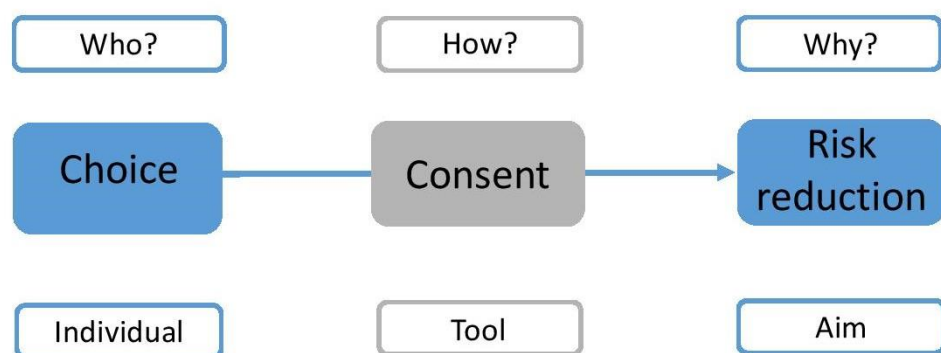 Who?
How?
Why?
Choice
Consent
Risk
reduction
Individual
Tool
Aim